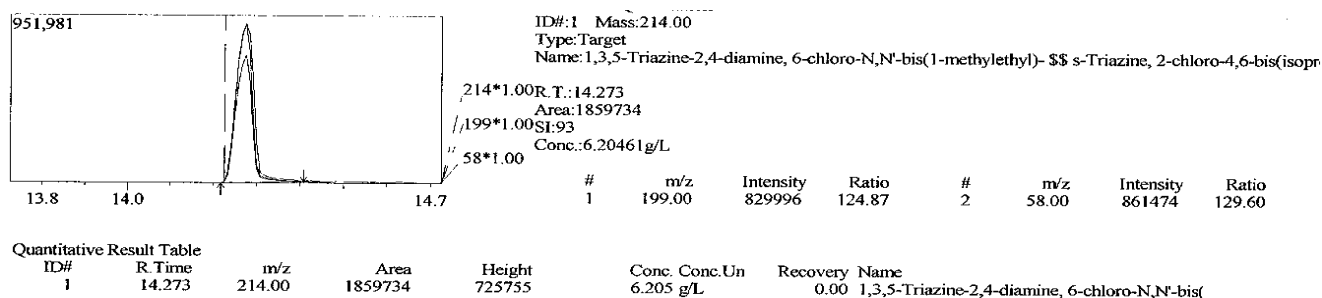 951,981
ID#:1 Mass:214.00
Type:Target
Name:1,3,5-Triazine-2,4-diamine, 6-chloro-N,N'-bis(1-methylethyl)- $$ s-Triazine, 2-chloro-4,6-bis(isopr
214*1.00 R.T.:14.273
Area:1859734
199*1.00 SI:93
Conc.:6.20461g/L
58*1.00
# m/z Intensity Ratio # m/z Intensity Ratio
1 199.00 829996 124.87 2 58.00 861474 129.60
13.8 14.0 14.7
Quantitative Result Table
ID# R.Time m/z Area Height Conc. Conc.Un Recovery Name
1 14.273 214.00 1859734 725755 6.205 g/L 0.00 1,3,5-Triazine-2,4-diamine, 6-chloro-N,N'-bis(